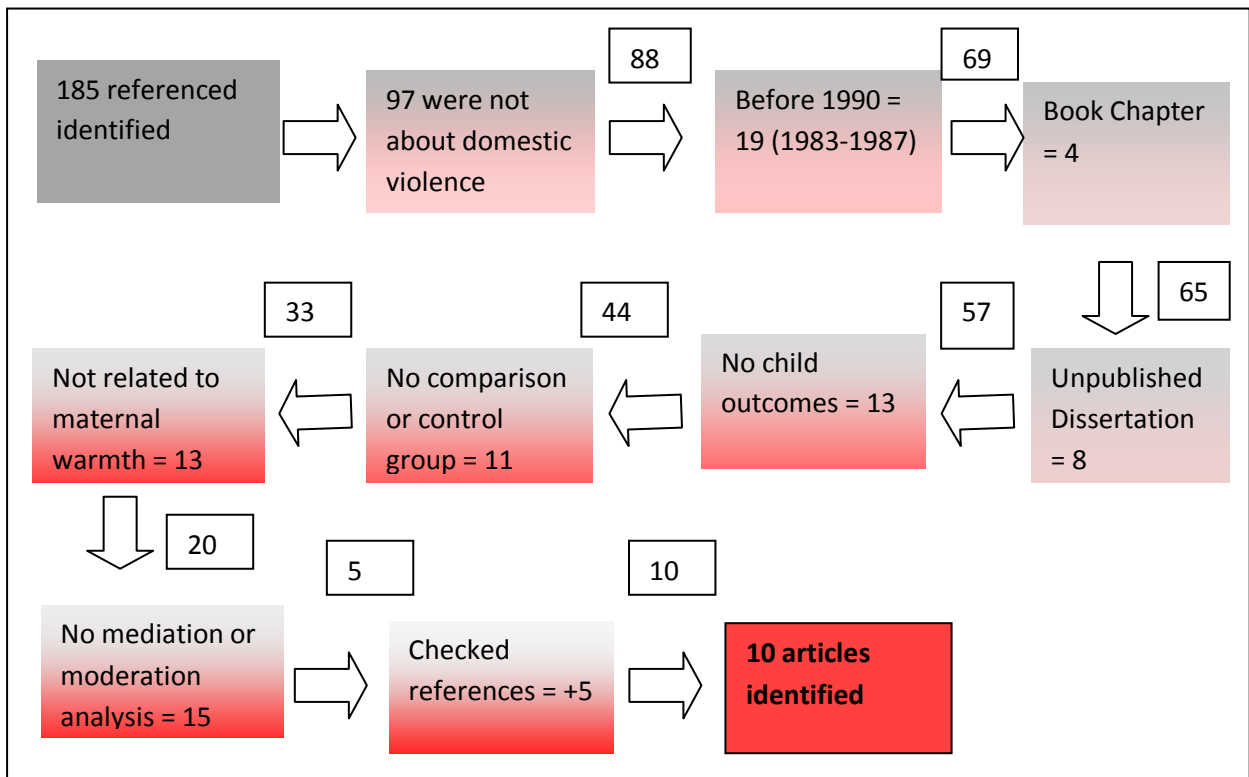 185 referenced
identified
97 were not
about domestic
violence
88
Before 1990 =
19 (1983-1987)
69
Book Chapter
= 4
65
Unpublished
Dissertation
= 8
57
No child
outcomes = 13
44
No comparison
or control
group = 11
33
Not related to
maternal
warmth = 13
20
No mediation or
moderation
analysis = 15
5
Checked
references = +5
10
10 articles
identified